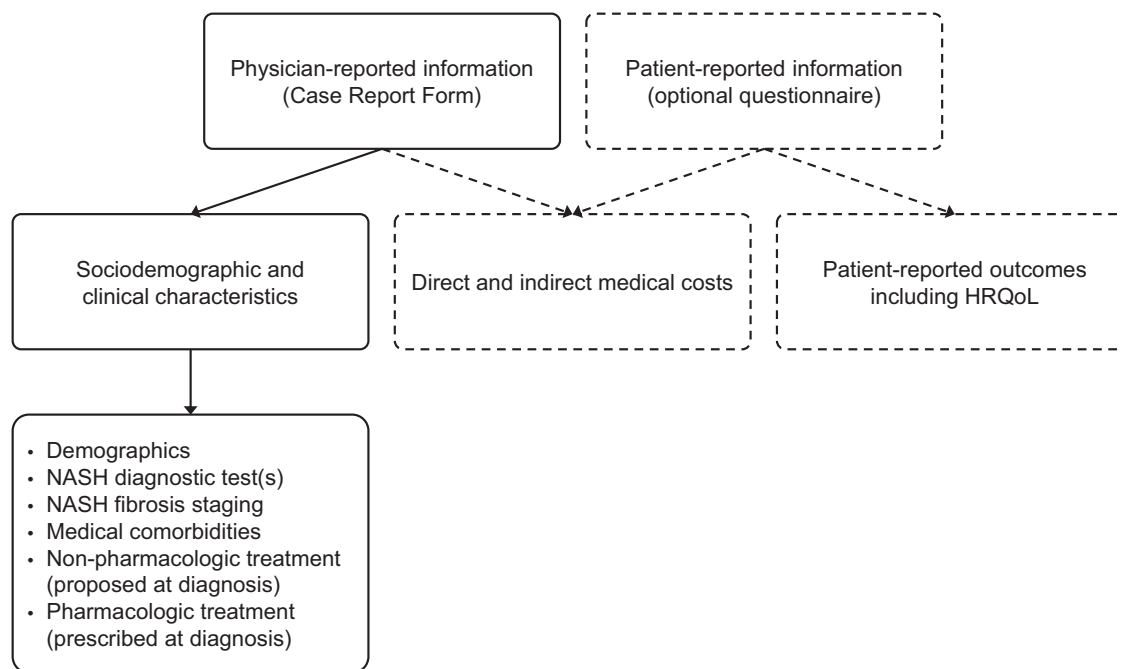 Physician-reported information
(Case Report Form)
Patient-reported information
(optional questionnaire)
Sociodemographic and
clinical characteristics
Direct and indirect medical costs
Patient-reported outcomes
including HRQoL
• Demographics
• NASH diagnostic test(s)
• NASH fibrosis staging
• Medical comorbidities
• Non-pharmacologic treatment
(proposed at diagnosis)
• Pharmacologic treatment
(prescribed at diagnosis)